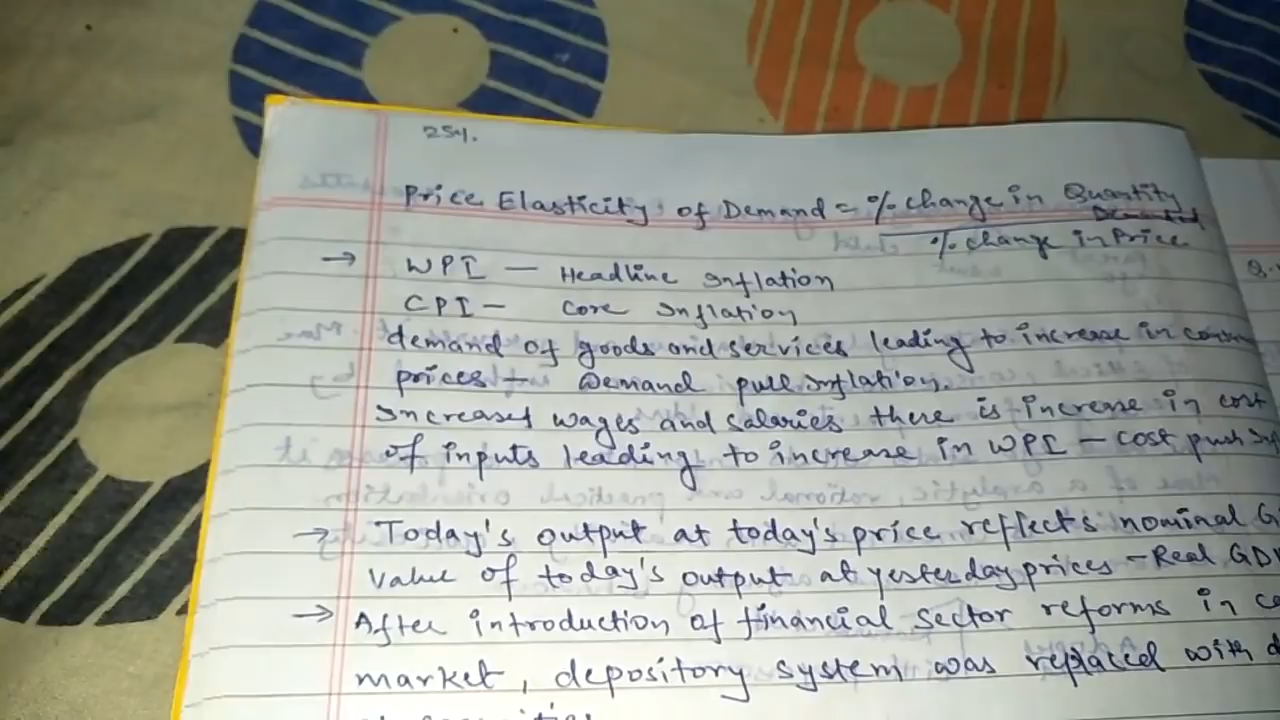 254.
Price Elasticity of Demand = % change in Quantity Demanded
% change in Price
→ WPI — Headline Inflation
CPI — Core Inflation
demand of goods and services leading to increase in
prices — Demand pull inflation.
Increased wages and salaries there is increase in cost
of inputs leading to increase in WPI — Cost push
→ Today's output at today's price reflects nominal
Value of today's output at yesterday prices - Real GDP
→ After introduction of financial sector reforms in
market, depository system was replaced with